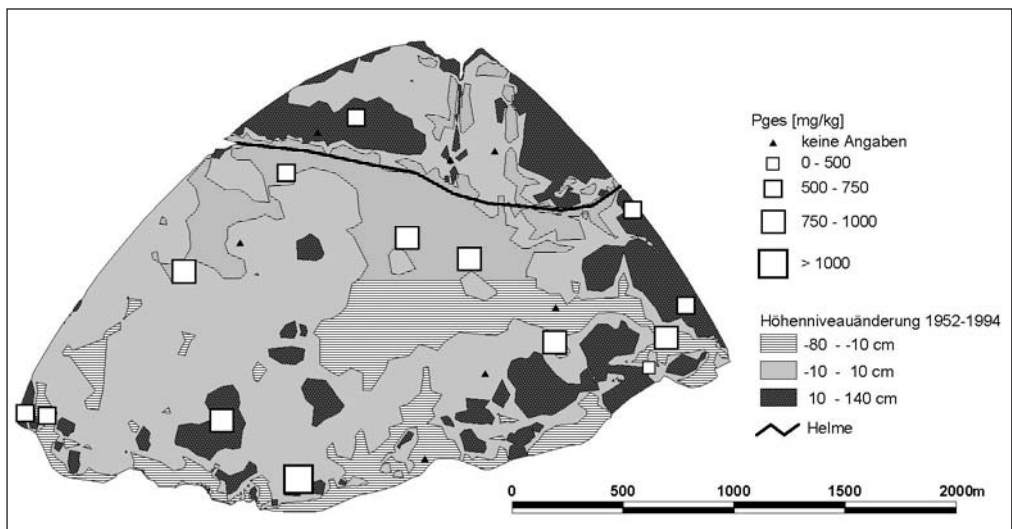 Pges [mg/kg]
keine Angaben
0 - 500
500 - 750
750 - 1000
> 1000
Höhenniveauänderung 1952-1994
-80 - -10 cm
-10 - 10 cm
10 - 140 cm
Helme
0 500 1000 1500 2000m